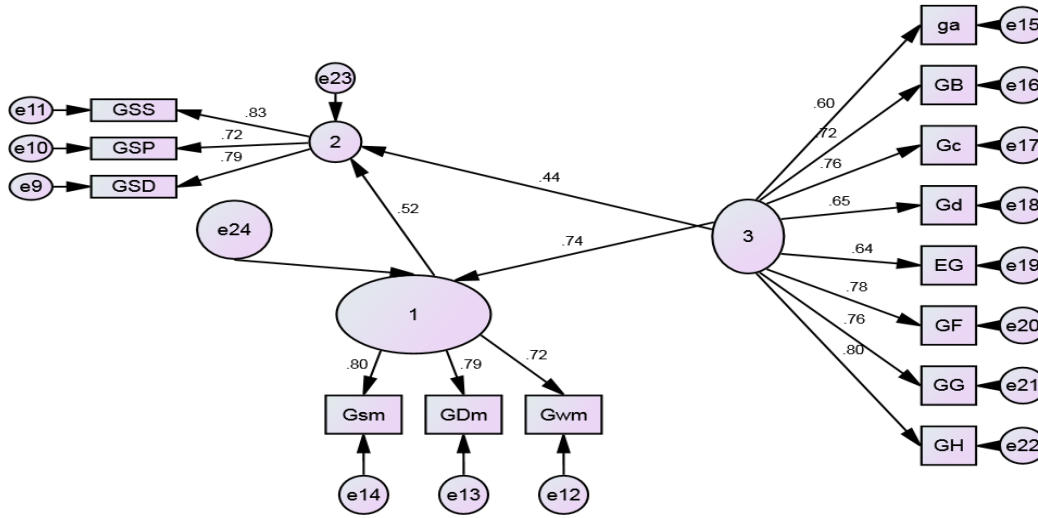 ga
e15
e23
GB
e16
.60
e11
GSS
.83
.72
2
e10
GSP
.72
Gc
e17
.76
.79
e9
GSD
.44
.65
Gd
e18
.52
e24
3
.74
.64
EG
e19
.78
1
GF
e20
.76
.80
.80
.79
.72
GG
e21
Gsm
GDm
Gwm
GH
e22
e14
e13
e12